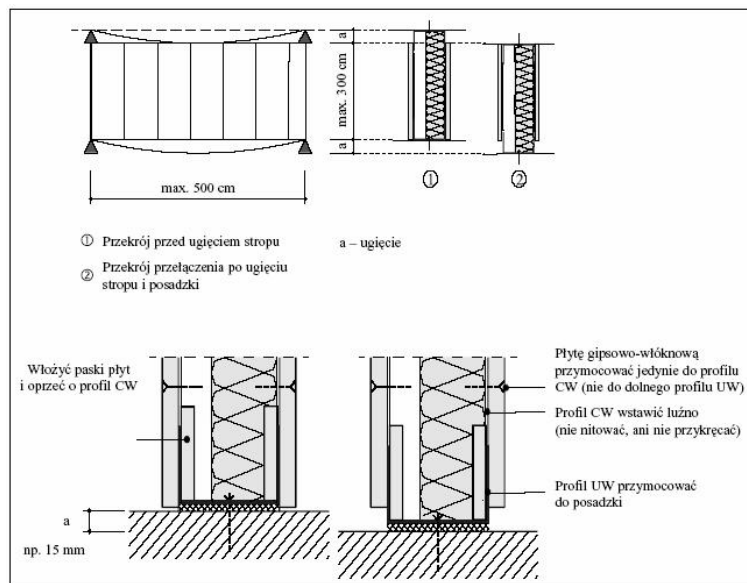 a
max. 300 cm
a
max. 500 cm
①
②
① Przekrój przed ugięciem stropu
a – ugięcie
② Przekrój przełączenia po ugięciu
stropu i posadzki
Włożyć paski płyt
i oprzeć o profil CW
Płytę gipsowo-włóknową
przymocować jedynie do profilu
CW (nie do dolnego profilu UW)
Profil CW wstawić luźno
(nie nitować, ani nie przykręcać)
Profil UW przymocować
do posadzki
a
np. 15 mm